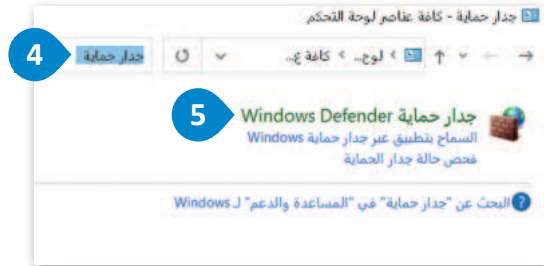 جدار حماية - كافة عناصر لوحة التحكم
لوح... › كافة ع...
جدار حماية
4
5
جدار حماية Windows Defender
السماح بتطبيق عبر جدار حماية Windows
فحص حالة جدار الحماية
البحث عن "جدار حماية" في "المساعدة والدعم" لـ Windows